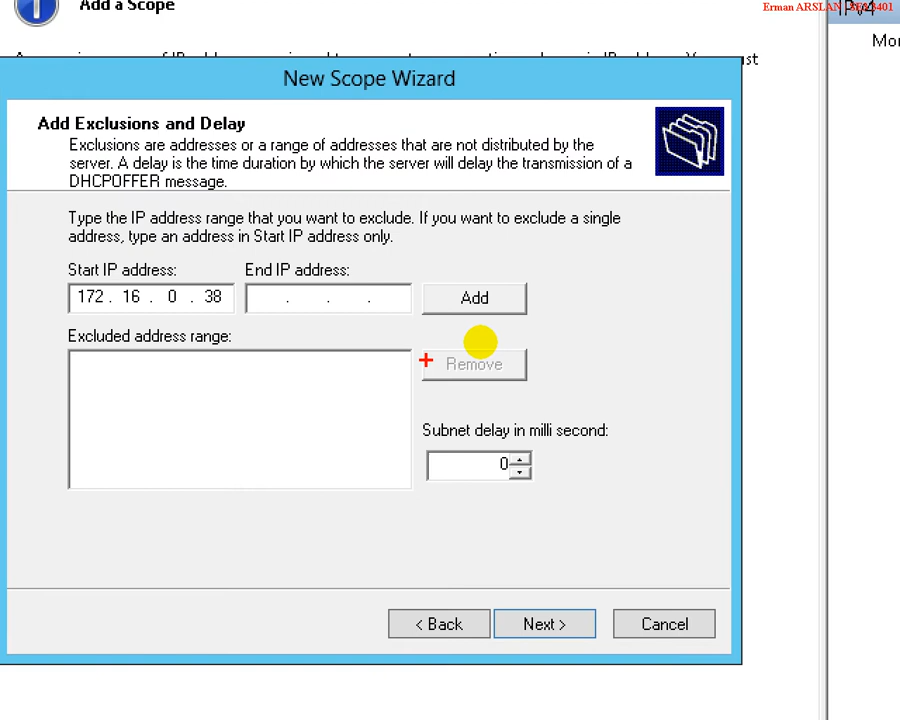 Add a Scope
Erman ARSLAN
3401
IPv4
Mor
New Scope Wizard
Add Exclusions and Delay
Exclusions are addresses or a range of addresses that are not distributed by the
server. A delay is the time duration by which the server will delay the transmission of a
DHCPOFFER message.
Type the IP address range that you want to exclude. If you want to exclude a single
address, type an address in Start IP address only.
Start IP address:
End IP address:
172 . 16 . 0 . 38
. . .
Add
Excluded address range:
Remove
Subnet delay in milli second:
0
< Back
Next >
Cancel